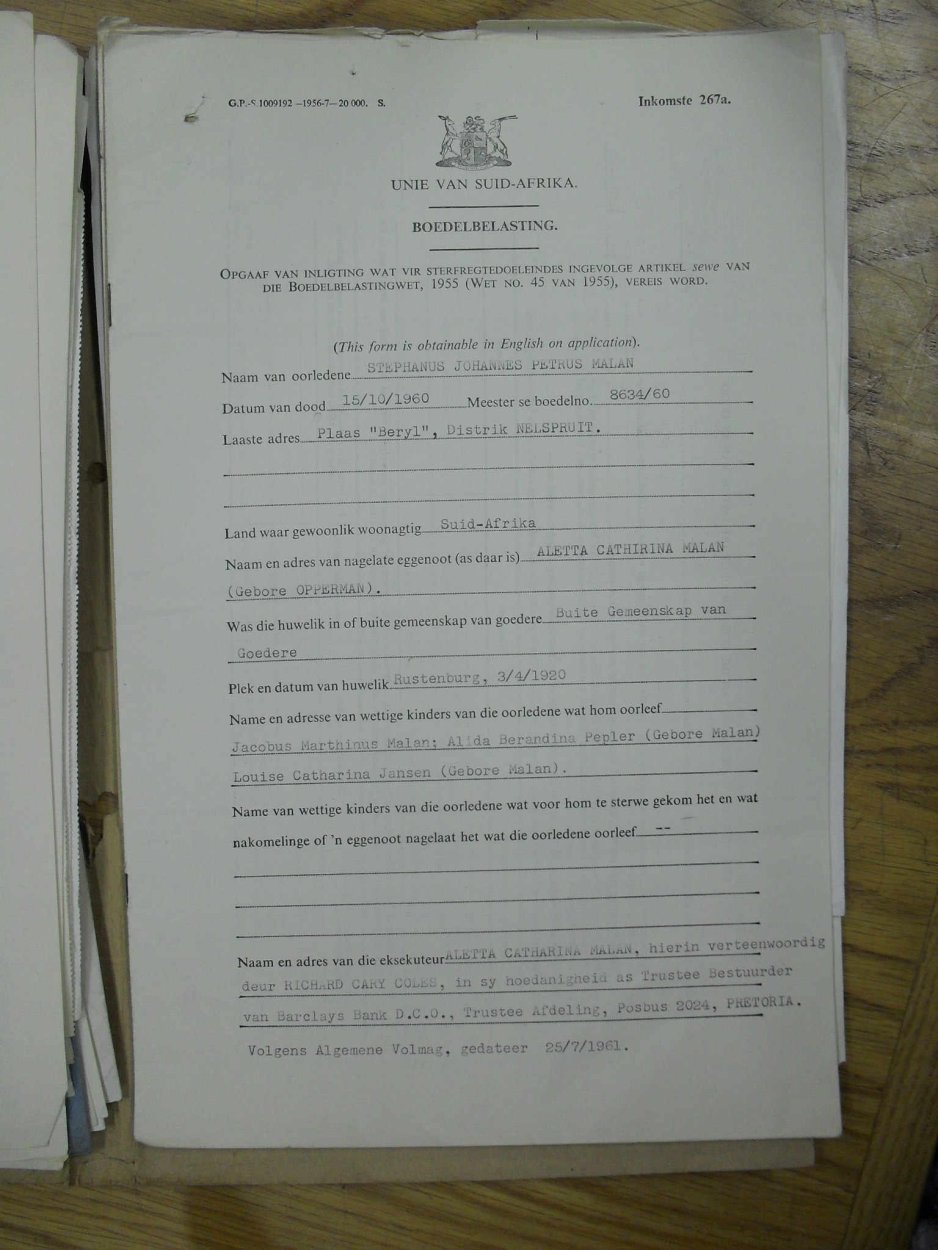 G.P.-S.1009192—1956-7—20 000. S.
Inkomste 267a.
UNIE VAN SUID-AFRIKA.
BOEDELBELASTING.
OPGAAF VAN INLIGTING WAT VIR STERFREGTEDOELEINDES INGEVOLGE ARTIKEL sewe VAN
DIE BOEDELBELASTINGWET, 1955 (WET NO. 45 VAN 1955), VEREIS WORD.
(This form is obtainable in English on application).
Naam van oorledene STEPHANUS JOHANNES PETRUS MALAN
Datum van dood 15/10/1960 Meester se boedelno. 8634/60
Laaste adres Plaas "Beryl", Distrik NELSPRUIT.
Land waar gewoonlik woonagtig Suid-Afrika
Naam en adres van nagelate eggenoot (as daar is) ALETTA CATHIRINA MALAN
(Gebore OPPERMAN).
Was die huwelik in of buite gemeenskap van goedere Buite Gemeenskap van
Goedere
Plek en datum van huwelik Rustenburg, 3/4/1920
Name en adresse van wettige kinders van die oorledene wat hom oorleef
Jacobus Marthinus Malan; Alida Berandina Pepler (Gebore Malan)
Louise Catharina Jansen (Gebore Malan).
Name van wettige kinders van die oorledene wat voor hom te sterwe gekom het en wat
nakomelinge of 'n eggenoot nagelaat het wat die oorledene oorleef --
Naam en adres van die eksekuteur ALETTA CATHARINA MALAN, hierin verteenwoordig
deur RICHARD CARY COLES, in sy hoedanigheid as Trustee Bestuurder
van Barclays Bank D.C.O., Trustee Afdeling, Posbus 2024, PRETORIA.
Volgens Algemene Volmag, gedateer 25/7/1961.